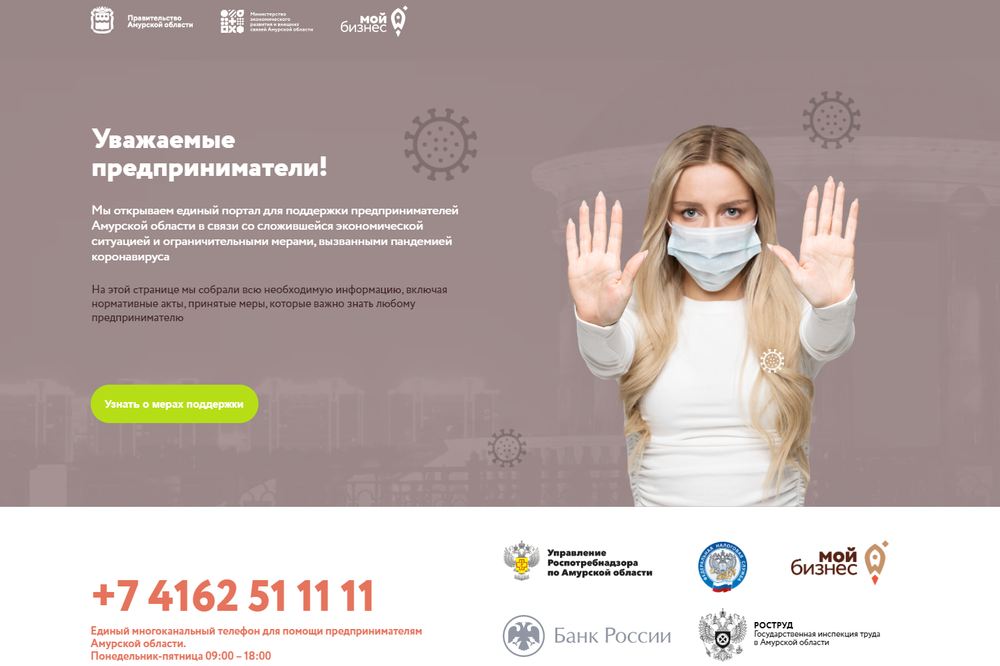 Правительство
Амурской области
Министерство
экономического
развития и внешних
связей Амурской области
мой
бизнес
Уважаемые
предприниматели!
Мы открываем единый портал для поддержки предпринимателей
Амурской области в связи со сложившейся экономической
ситуацией и ограничительными мерами, вызванными пандемией
коронавируса
На этой странице мы собрали всю необходимую информацию, включая
нормативные акты, принятые меры, которые важно знать любому
предпринимателю
Узнать о мерах поддержки
+7 4162 51 11 11
Единый многоканальный телефон для помощи предпринимателям
Амурской области.
Понедельник-пятница 09:00 – 18:00
Управление
Роспотребнадзора
по Амурской области
ФЕДЕРАЛЬНАЯ НАЛОГОВАЯ СЛУЖБА
мой
бизнес
Банк России
РОСТРУД
Государственная инспекция труда
в Амурской области